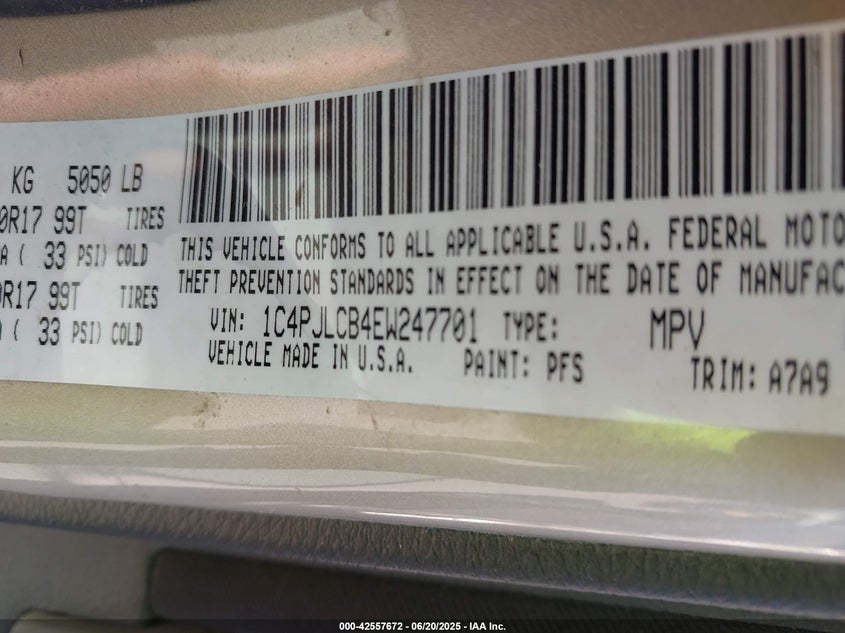 KG 5050 LB
0R17 99T TIRES
A ( 33 PSI) COLD
0R17 99T TIRES
( 33 PSI) COLD
THIS VEHICLE CONFORMS TO ALL APPLICABLE U.S.A. FEDERAL MOTO
THEFT PREVENTION STANDARDS IN EFFECT ON THE DATE OF MANUFAC
VIN: 1C4PJLCB4EW247701 TYPE: MPV
VEHICLE MADE IN U.S.A. PAINT: PFS TRIM: A7A9
000-42557672 - 06/20/2025 - IAA Inc.